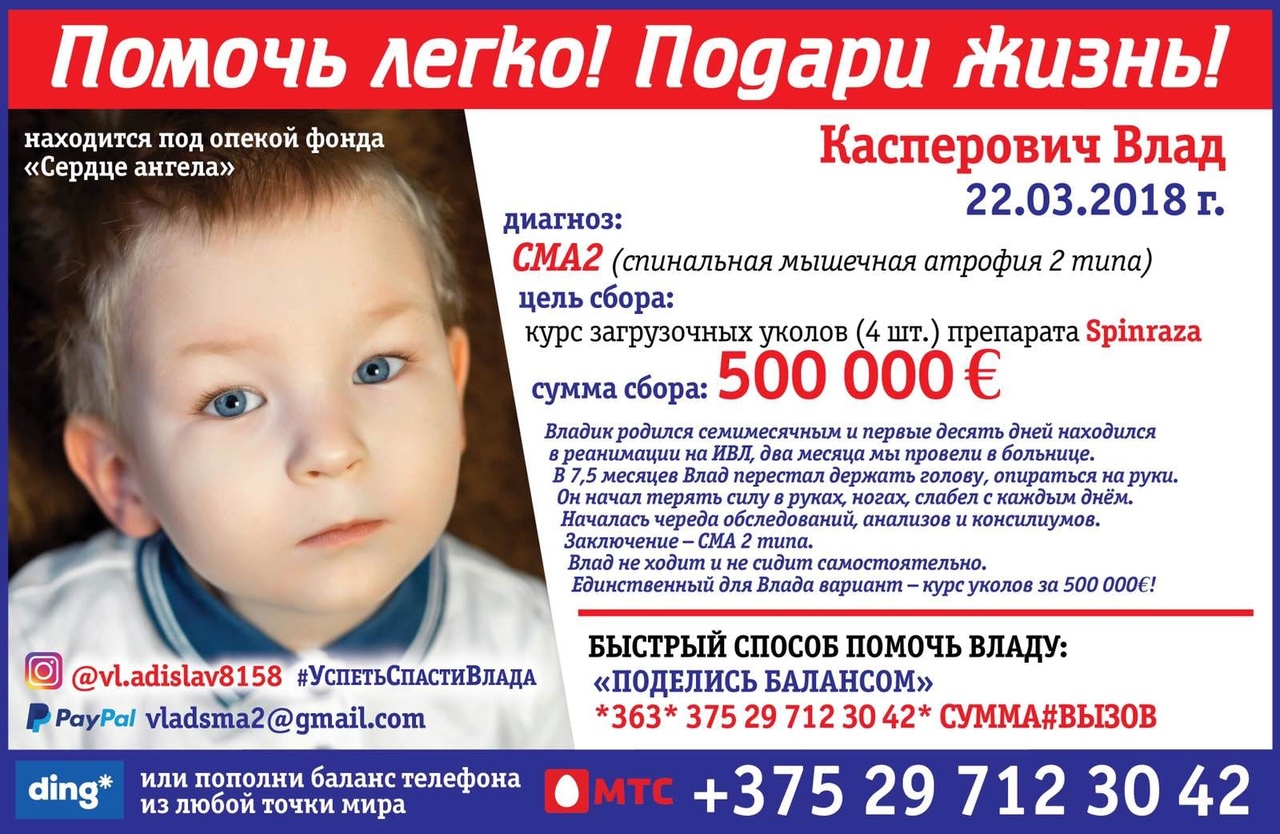 Помочь легко! Подари жизнь!
находится под опекой фонда
«Сердце ангела»
Касперович Влад
22.03.2018 г.
диагноз:
СМА2 (спинальная мышечная атрофия 2 типа)
цель сбора:
курс загрузочных уколов (4 шт.) препарата Spinraza
сумма сбора: 500 000 €
Владик родился семимесячным и первые десять дней находился
в реанимации на ИВЛ, два месяца мы провели в больнице.
В 7,5 месяцев Влад перестал держать голову, опираться на руки.
Он начал терять силу в руках, ногах, слабел с каждым днём.
Началась череда обследований, анализов и консилиумов.
Заключение – СМА 2 типа.
Влад не ходит и не сидит самостоятельно.
Единственный для Влада вариант – курс уколов за 500 000€!
@vl.adislav8158 #УспетьСпастиВлада
PayPal vladsma2@gmail.com
БЫСТРЫЙ СПОСОБ ПОМОЧЬ ВЛАДУ:
«ПОДЕЛИСЬ БАЛАНСОМ»
*363* 375 29 712 30 42* СУММА#ВЫЗОВ
ding*
или пополни баланс телефона
из любой точки мира
МТС +375 29 712 30 42